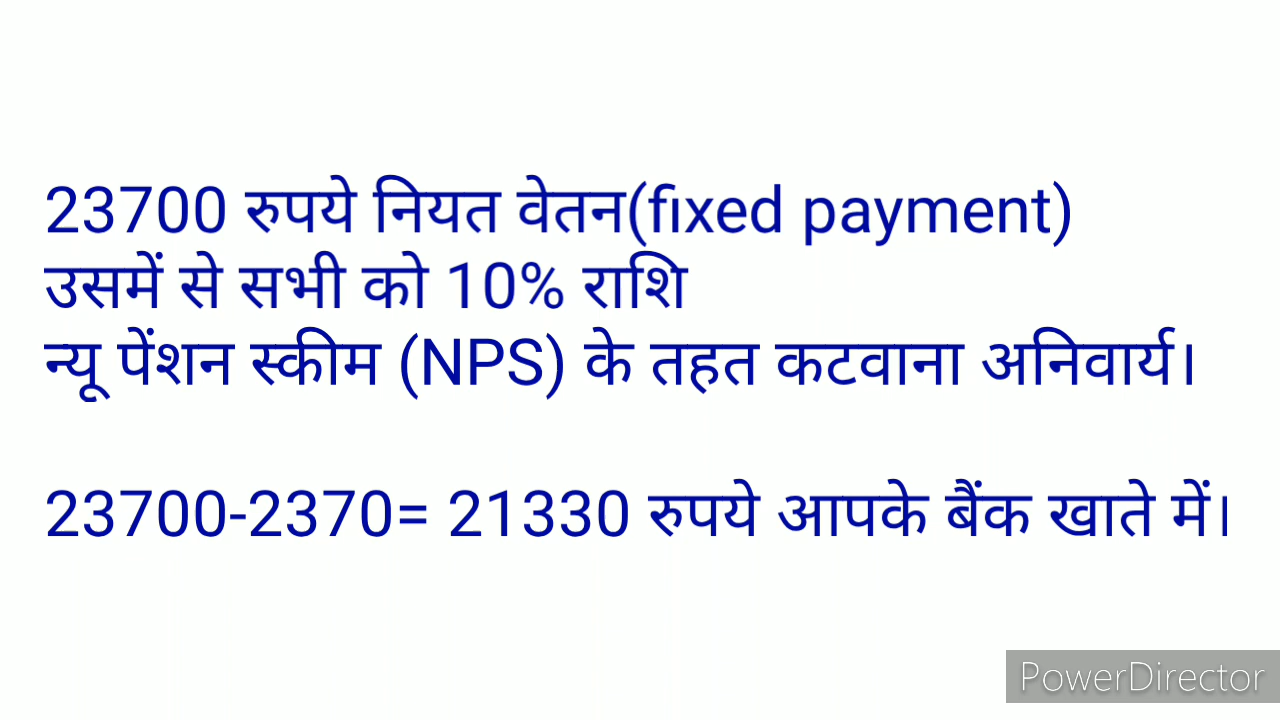 23700 रुपये नियत वेतन(fixed payment)
उसमें से सभी को 10% राशि
न्यू पेंशन स्कीम (NPS) के तहत कटवाना अनिवार्य।
23700-2370= 21330 रुपये आपके बैंक खाते में।
PowerDirector